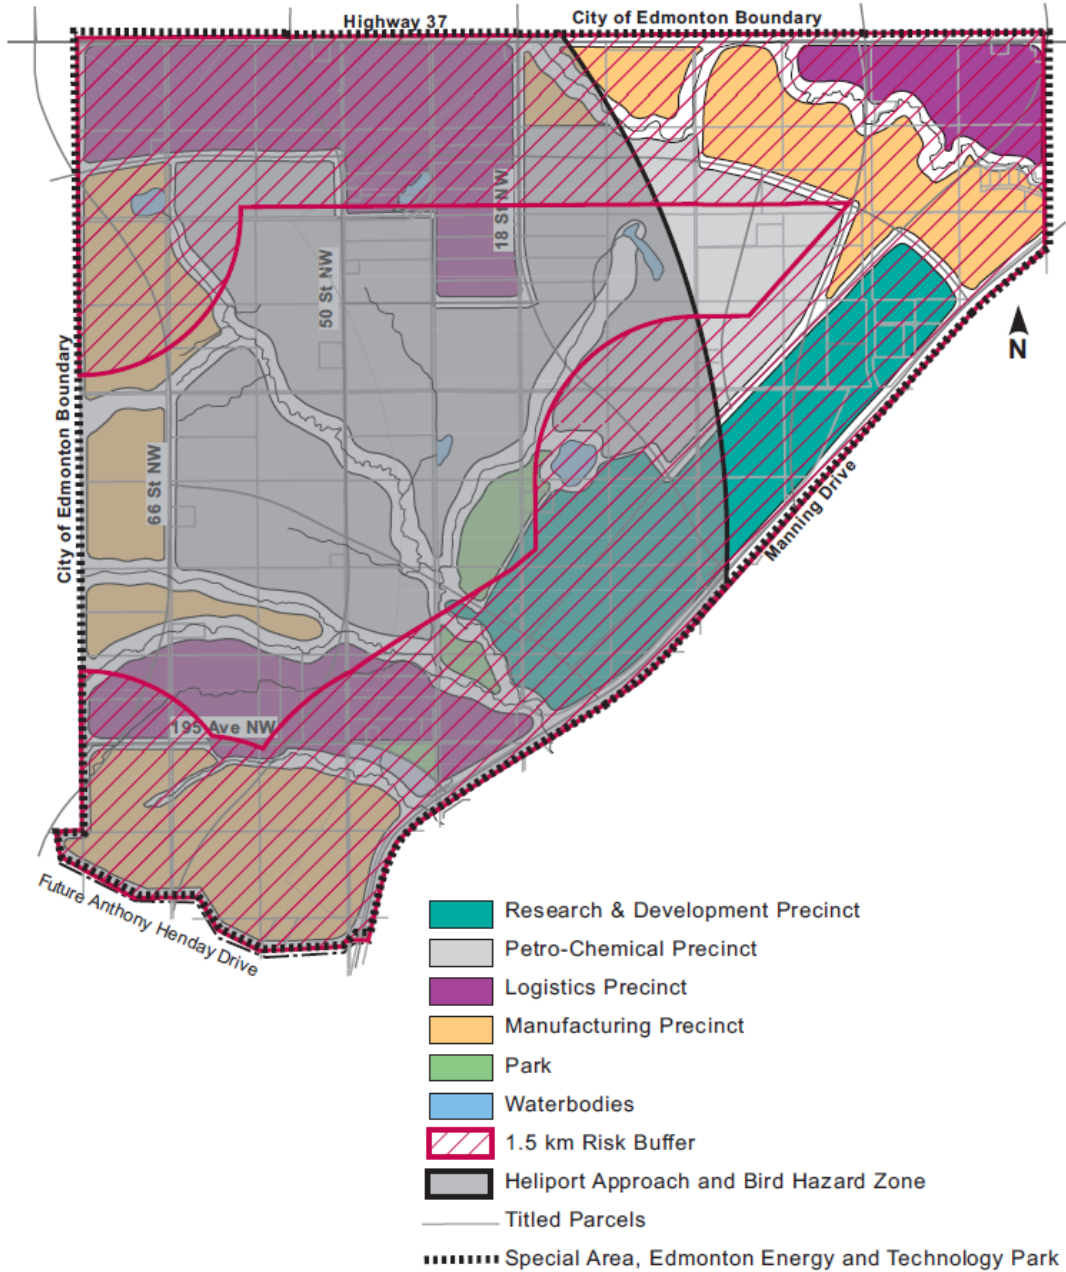 Highway 37
City of Edmonton Boundary
18 St NW
50 St NW
N
City of Edmonton Boundary
66 St NW
Manning Drive
195 Ave NW
Future Anthony Henday Drive
Research & Development Precinct
Petro-Chemical Precinct
Logistics Precinct
Manufacturing Precinct
Park
Waterbodies
1.5 km Risk Buffer
Heliport Approach and Bird Hazard Zone
Titled Parcels
Special Area, Edmonton Energy and Technology Park